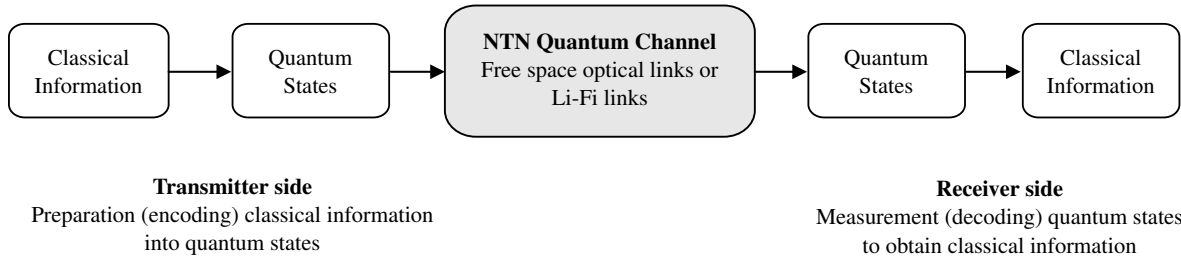 Classical
Information
Quantum
States
NTN Quantum Channel
Free space optical links or
Li-Fi links
Quantum
States
Classical
Information
Transmitter side
Preparation (encoding) classical information
into quantum states
Receiver side
Measurement (decoding) quantum states
to obtain classical information